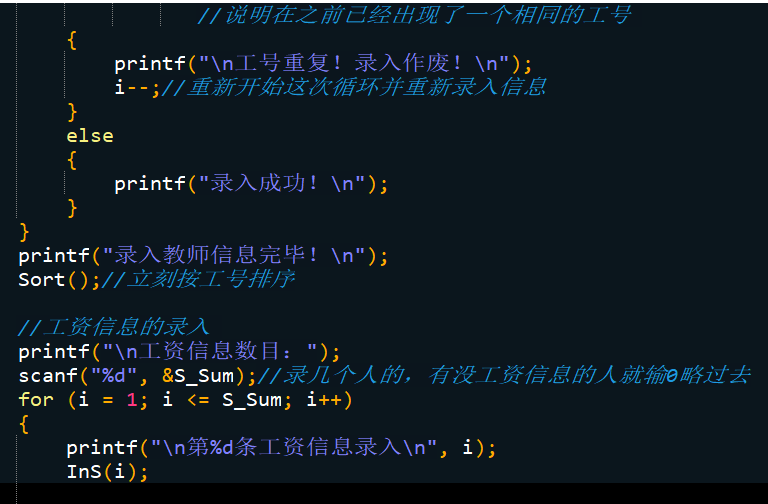 //说明在之前已经出现了一个相同的工号
{
printf("\n工号重复！录入作废！\n");
i--;//重新开始这次循环并重新录入信息
}
else
{
printf("录入成功！\n");
}
}
printf("录入教师信息完毕！\n");
Sort();//立刻按工号排序
//工资信息的录入
printf("\n工资信息数目：");
scanf("%d", &S_Sum);//录几个人的，有没工资信息的人就输0略过去
for (i = 1; i <= S_Sum; i++)
{
printf("\n第%d条工资信息录入\n", i);
InS(i);